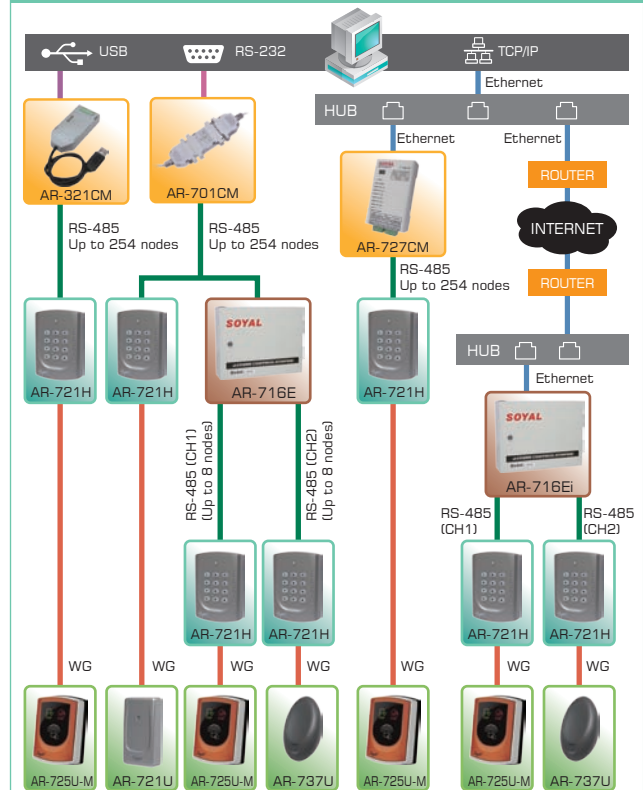 USB
RS-232
TCP/IP
Ethernet
HUB
Ethernet
Ethernet
AR-321CM
AR-701CM
AR-727CM
ROUTER
INTERNET
ROUTER
RS-485
Up to 254 nodes
RS-485
Up to 254 nodes
RS-485
Up to 254 nodes
HUB
Ethernet
AR-721H
AR-721H
SOYAL
AR-716E
AR-721H
SOYAL
AR-716Ei
RS-485 (CH1)
(Up to 8 nodes)
RS-485 (CH2)
(Up to 8 nodes)
RS-485
(CH1)
RS-485
(CH2)
AR-721H
AR-721H
AR-721H
AR-721H
WG
WG
WG
WG
WG
WG
WG
AR-725U-M
AR-721U
AR-725U-M
AR-737U
AR-725U-M
AR-725U-M
AR-737U